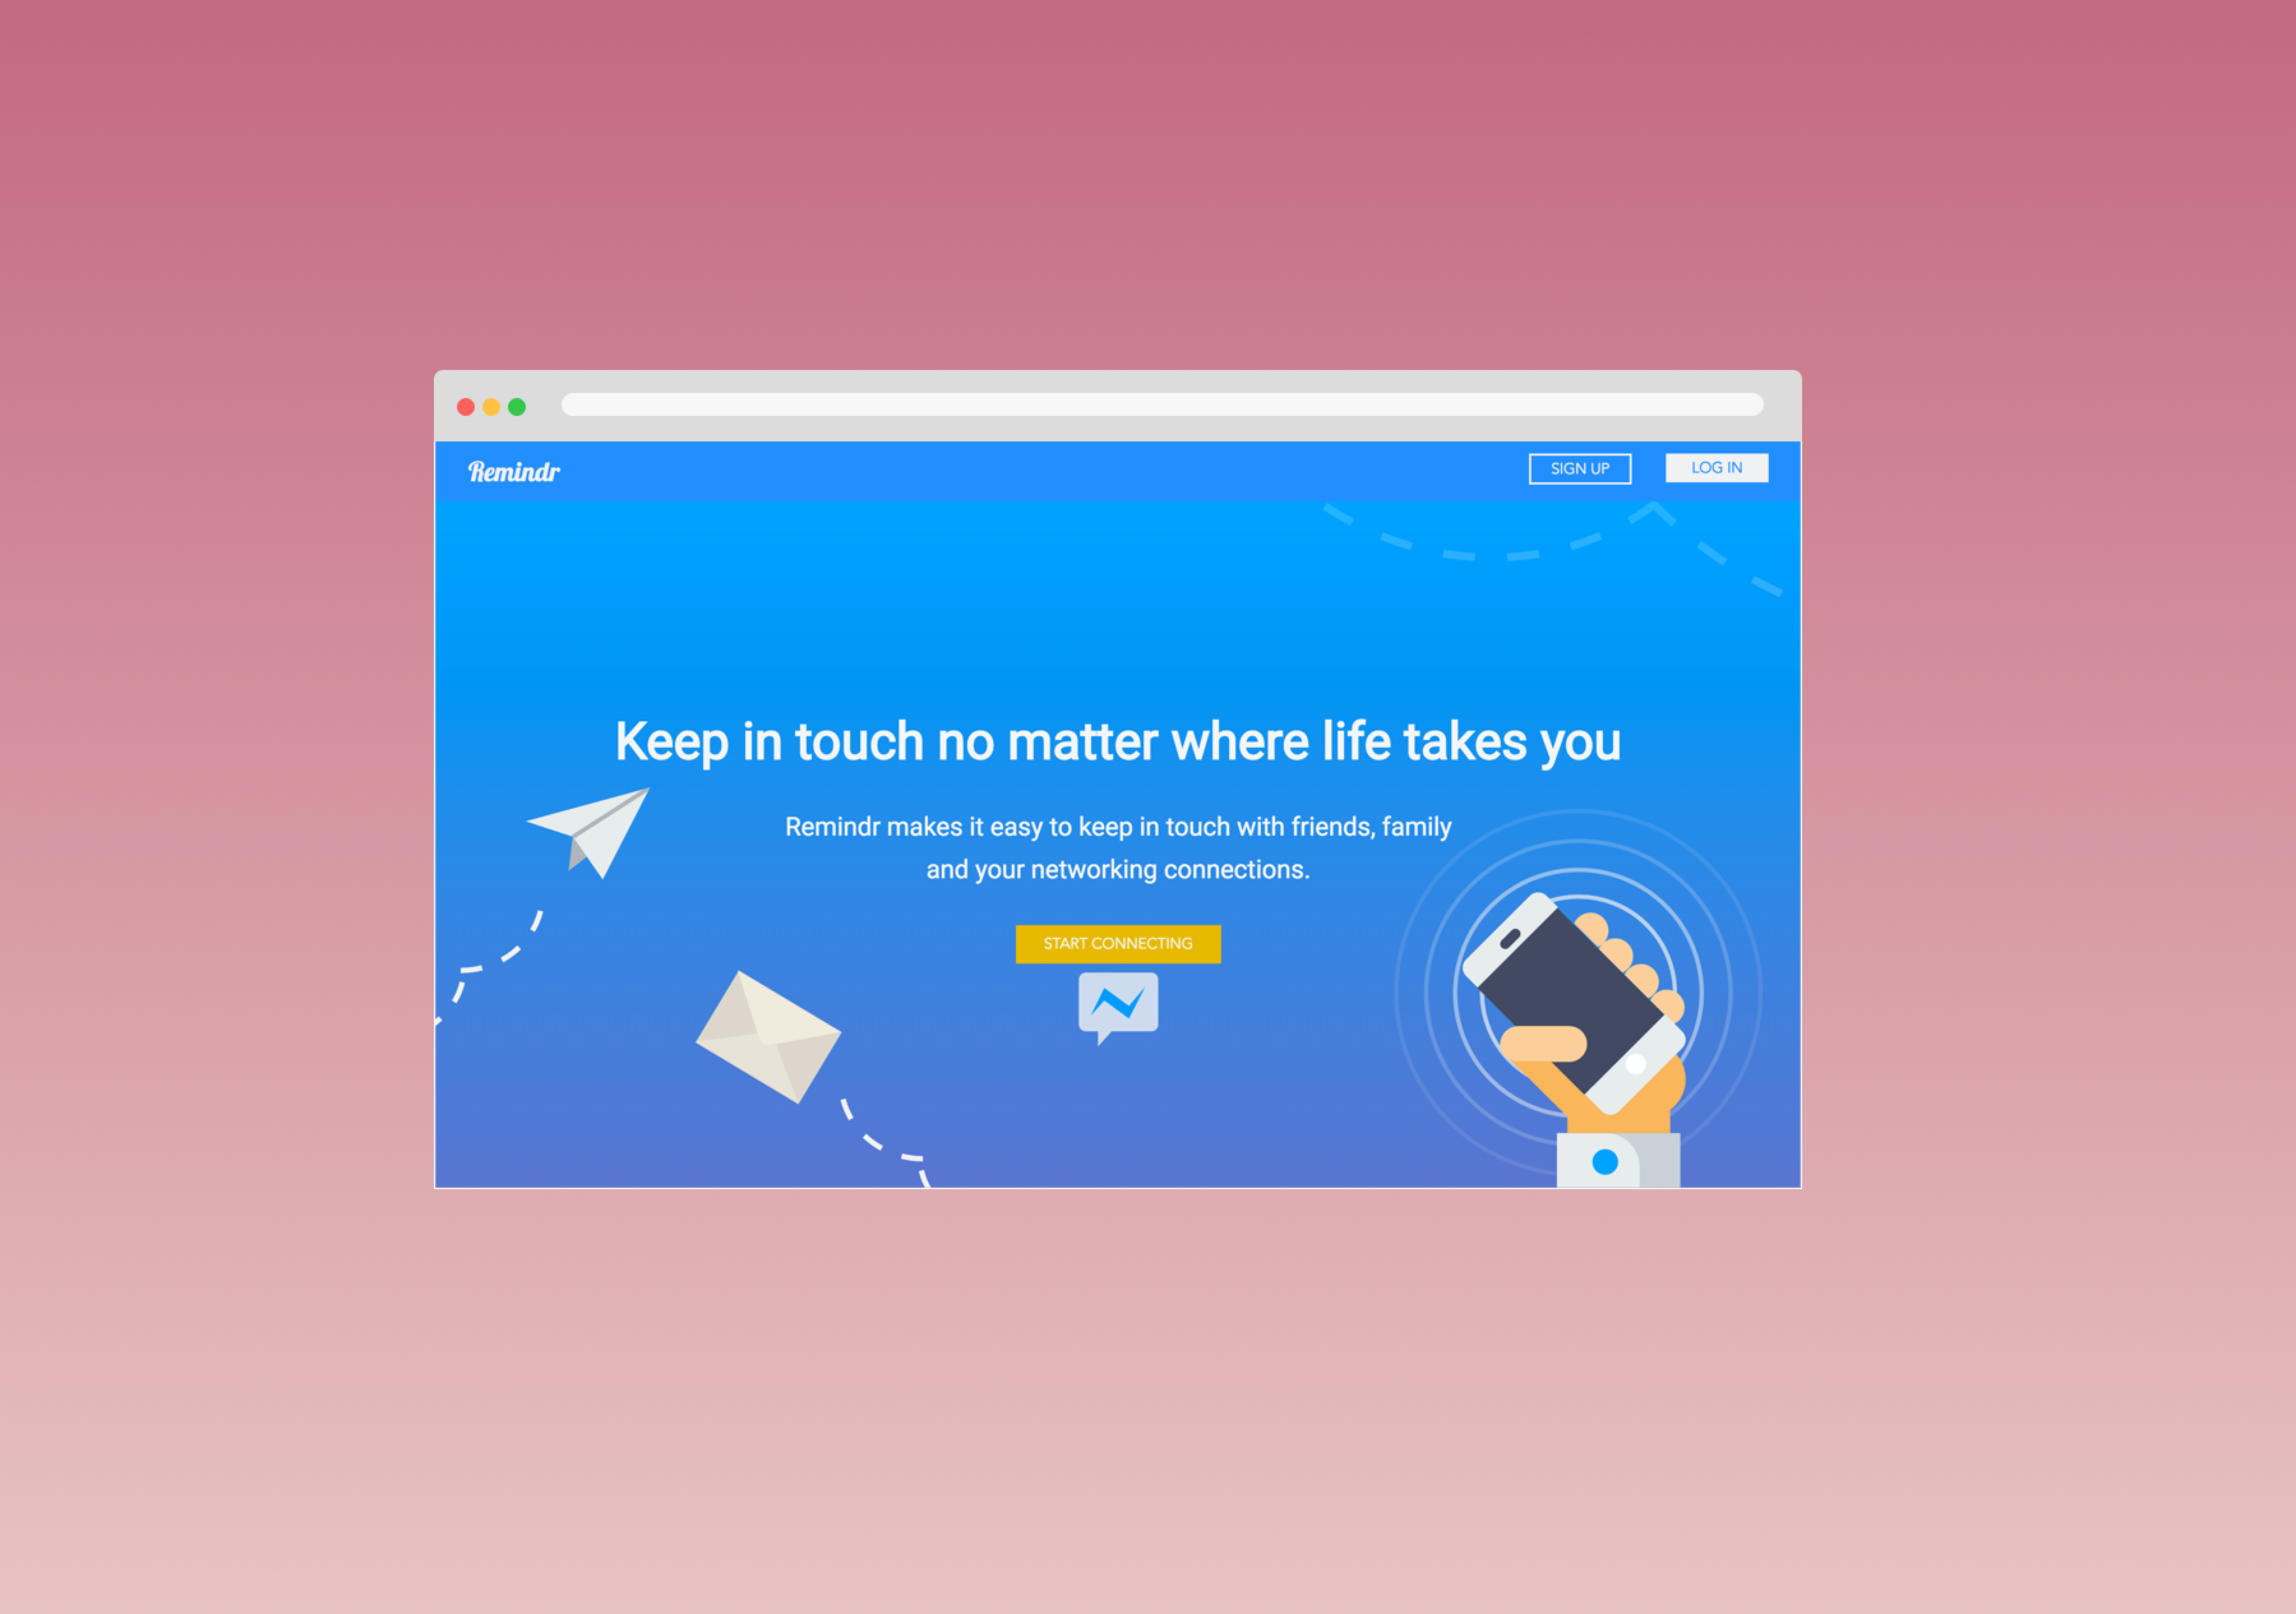 Remindr
SIGN UP
LOG IN
Keep in touch no matter where life takes you
Remindr makes it easy to keep in touch with friends, family
and your networking connections.
START CONNECTING